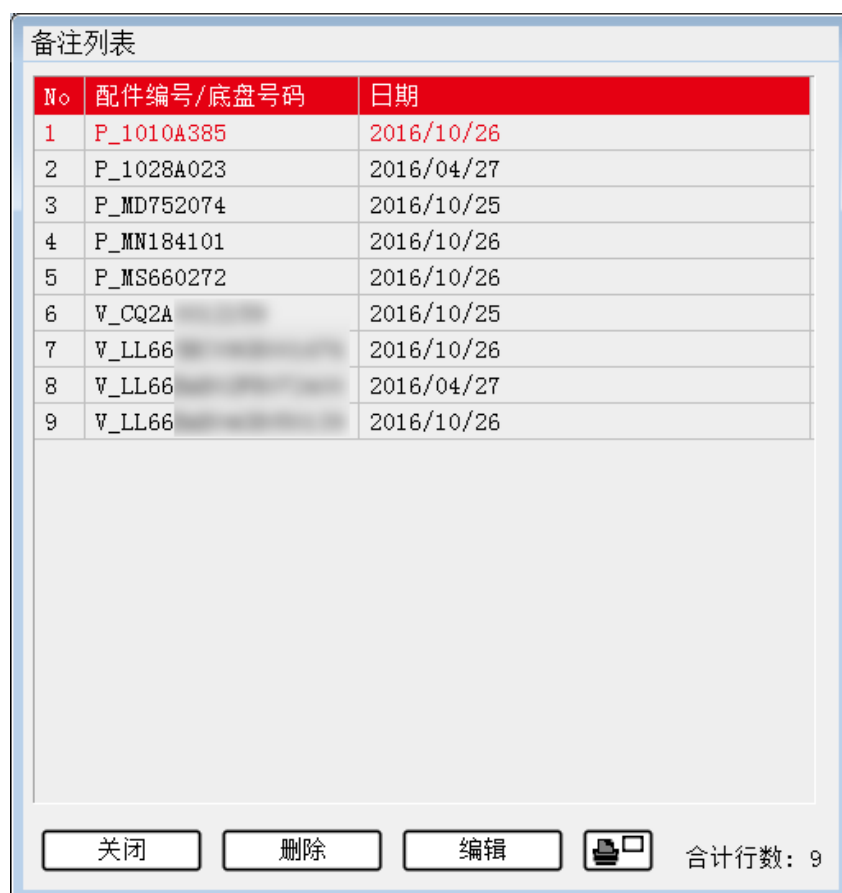 备注列表
No 配件编号/底盘号码 日期
1 P_1010A385 2016/10/26
2 P_1028A023 2016/04/27
3 P_MD752074 2016/10/25
4 P_MN184101 2016/10/26
5 P_MS660272 2016/10/26
6 V_CQ2A 2016/10/25
7 V_LL66 2016/10/26
8 V_LL66 2016/04/27
9 V_LL66 2016/10/26
关闭 删除 编辑 合计行数: 9